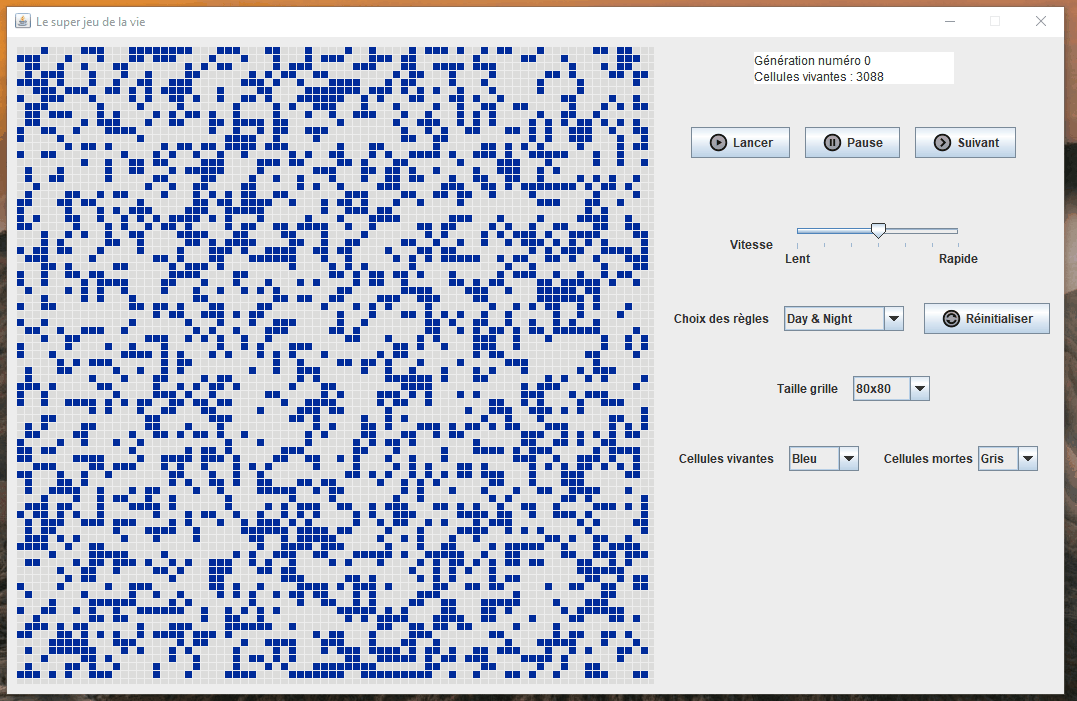 Le super jeu de la vie
Génération numéro 0
Cellules vivantes : 3088
Lancer
Pause
Suivant
Vitesse
Lent
Rapide
Choix des règles
Day & Night
Réinitialiser
Taille grille
80x80
Cellules vivantes
Bleu
Cellules mortes
Gris